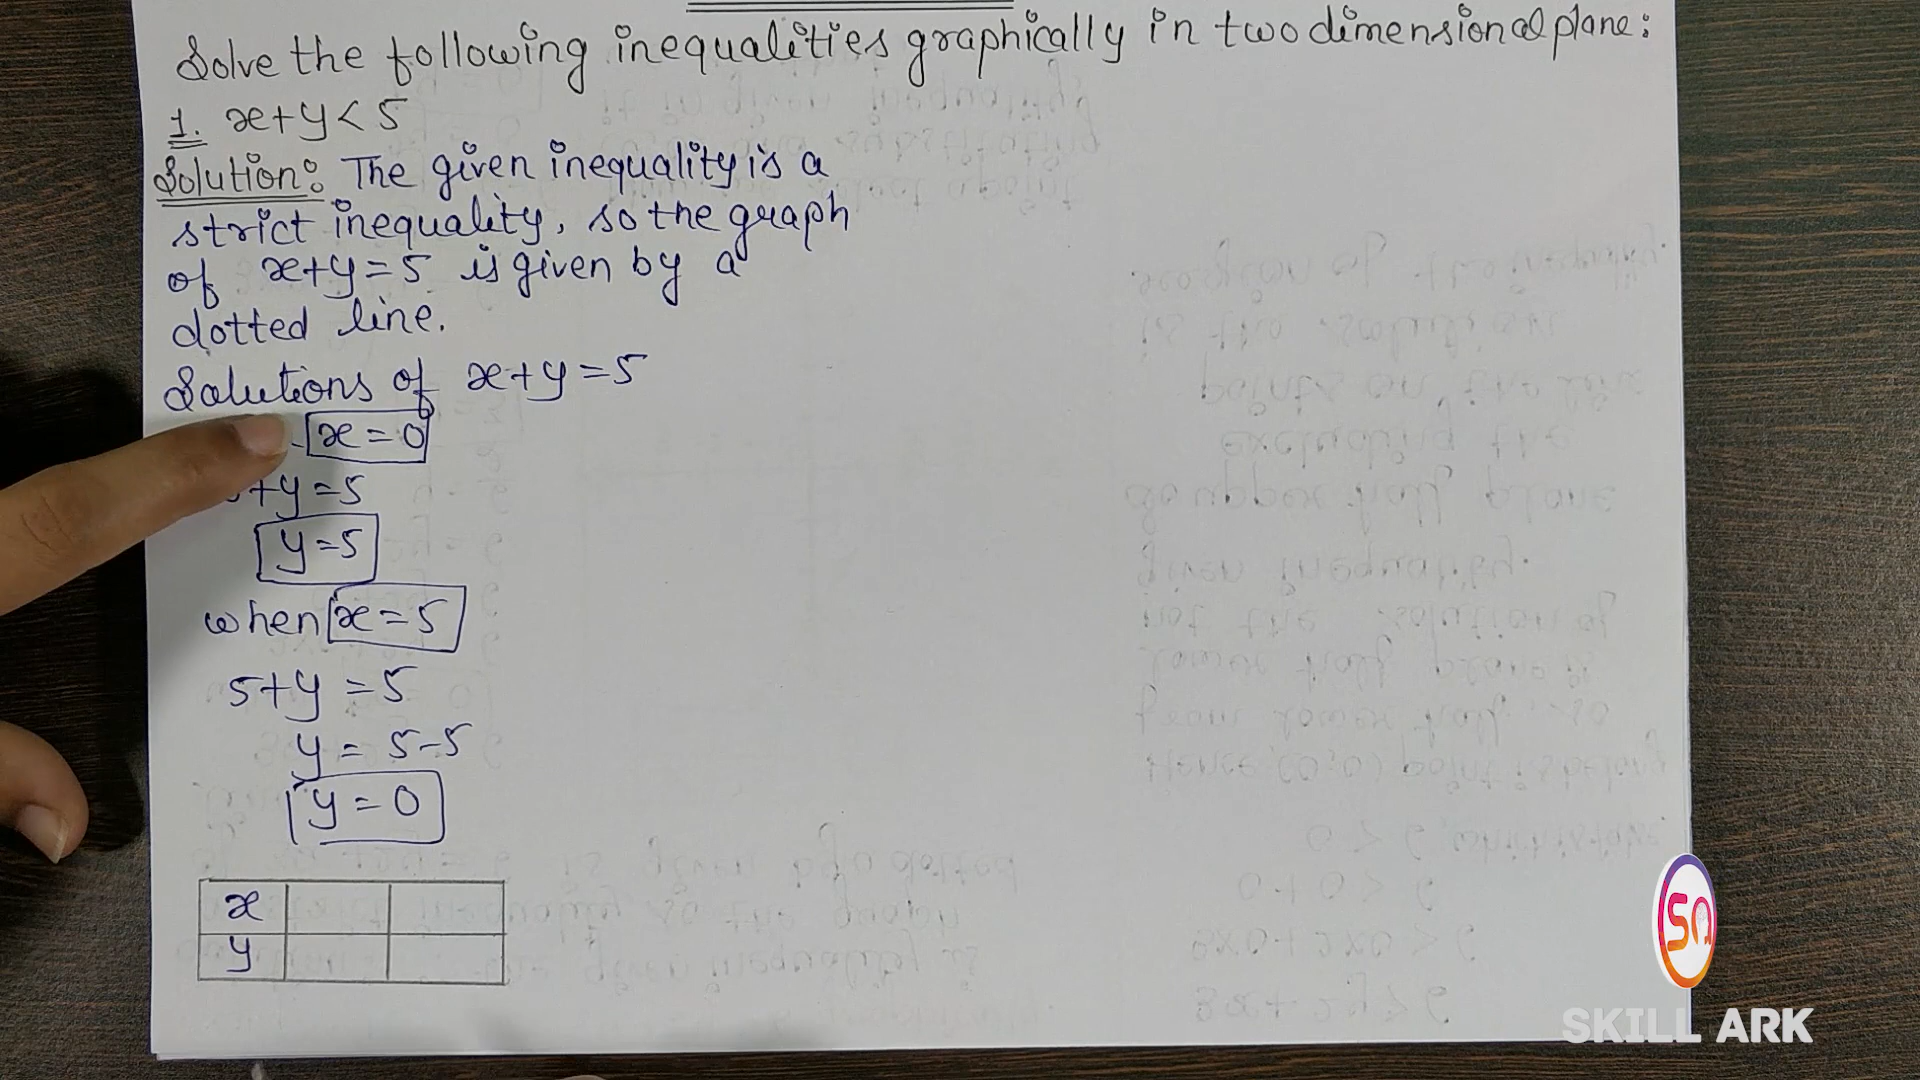 Solve the following inequalities graphically in two dimensional plane:
1. x+y<5
Solution: The given inequality is a
strict inequality, so the graph
of x+y=5 is given by a
dotted line.
Solutions of x+y=5
x=0
+y=5
y=5
when x=5
5+y=5
y=5-5
y=0
x
y
SKILL ARK